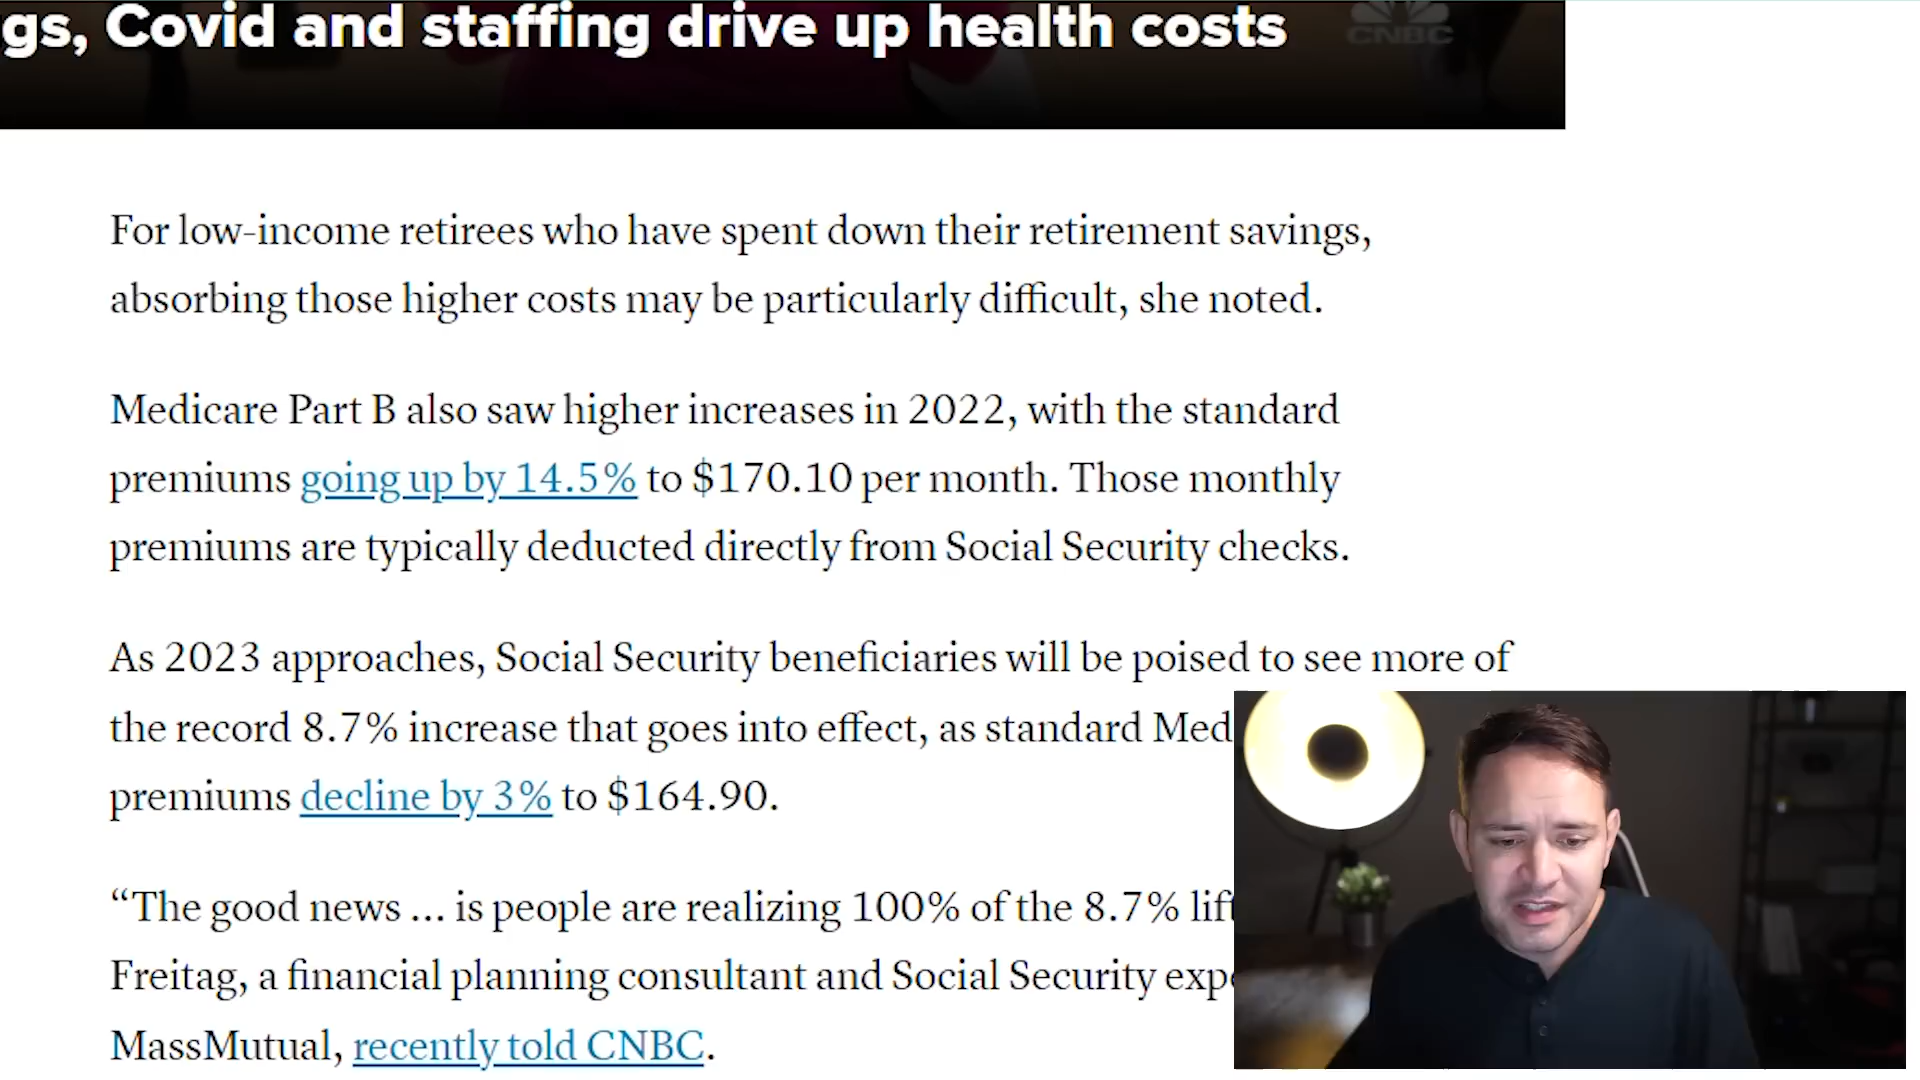 gs, Covid and staffing drive up health costs
CNBC
For low-income retirees who have spent down their retirement savings,
absorbing those higher costs may be particularly difficult, she noted.
Medicare Part B also saw higher increases in 2022, with the standard
premiums going up by 14.5% to $170.10 per month. Those monthly
premiums are typically deducted directly from Social Security checks.
As 2023 approaches, Social Security beneficiaries will be poised to see more of
the record 8.7% increase that goes into effect, as standard Med
premiums decline by 3% to $164.90.
“The good news ... is people are realizing 100% of the 8.7% lift
Freitag, a financial planning consultant and Social Security exp
MassMutual, recently told CNBC.